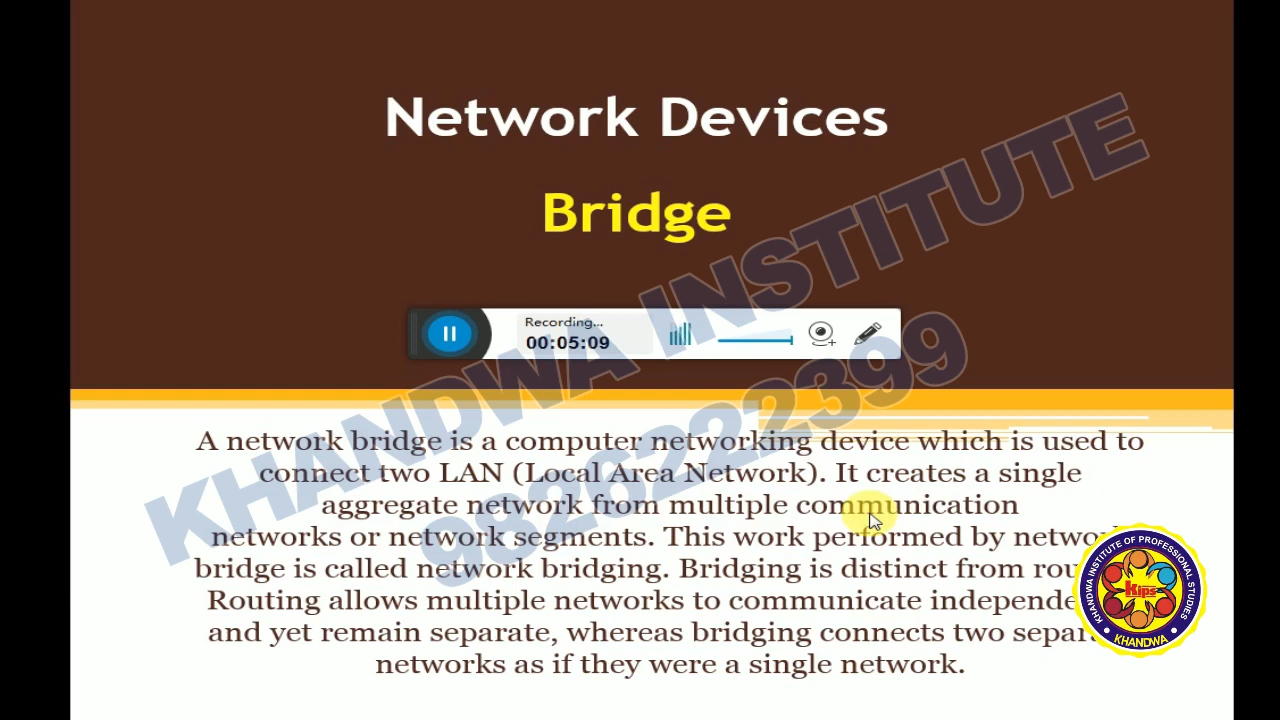 Network Devices
Bridge
Recording...
00:05:09
KHANDWA INSTITUTE
9826222399
A network bridge is a computer networking device which is used to
connect two LAN (Local Area Network). It creates a single
aggregate network from multiple communication
networks or network segments. This work performed by
bridge is called network bridging. Bridging is distinct from
Routing allows multiple networks to communicate
and yet remain separate, whereas bridging connects two
networks as if they were a single network.
KHANDWA INSTITUTE OF PROFESSIONAL STUDIES
Kips
KHANDWA